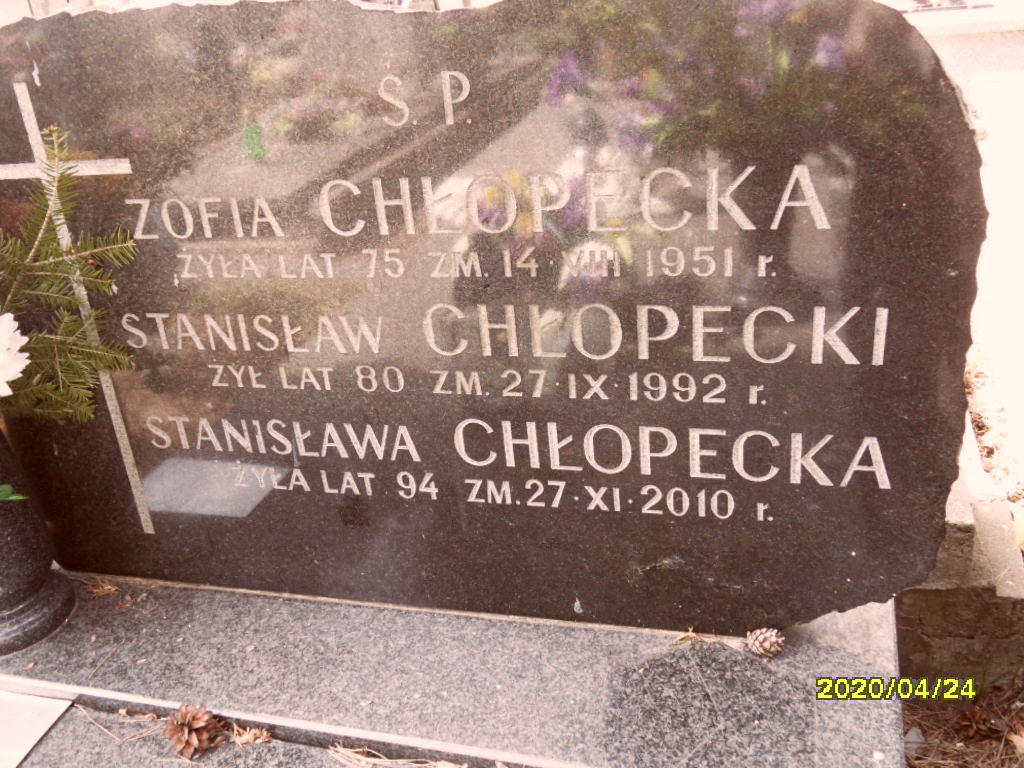 Ś. P.
ZOFIA CHŁOPECKA
ŻYŁA LAT 75 ZM. 14·VIII 1951 r.
STANISŁAW CHŁOPECKI
ŻYŁ LAT 80 ZM. 27·IX·1992 r.
STANISŁAWA CHŁOPECKA
ŻYŁA LAT 94 ZM. 27·XI·2010 r.
2020/04/24